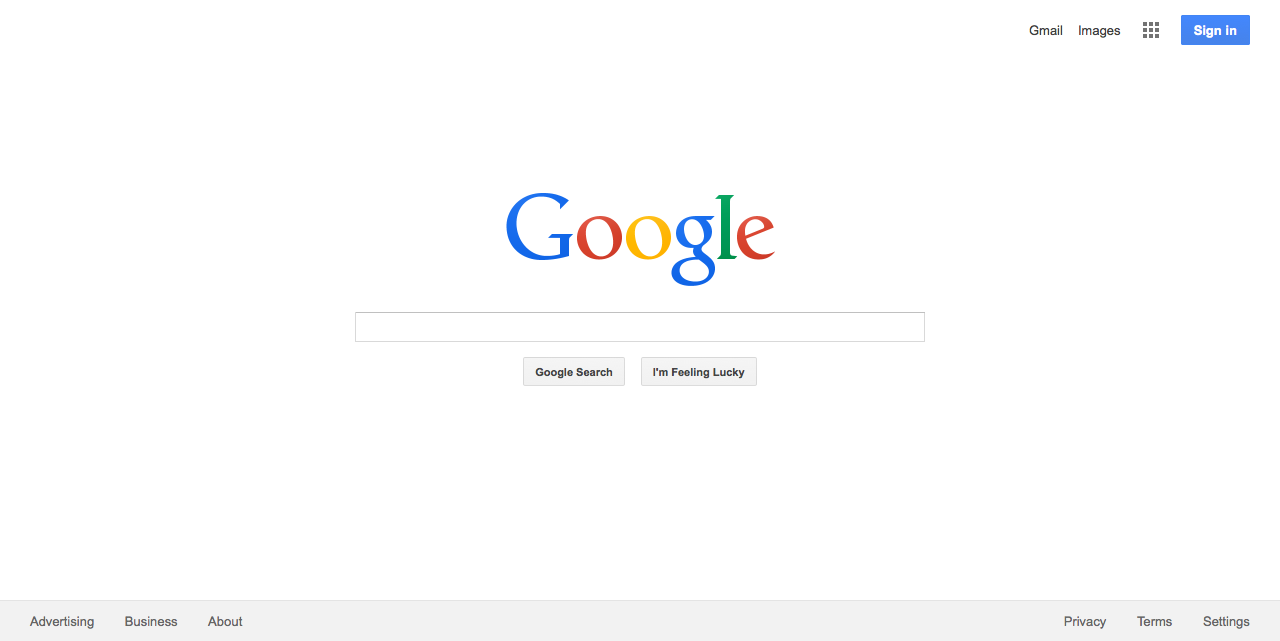 Gmail Images Sign in
Google
Google Search I'm Feeling Lucky
Advertising Business About Privacy Terms Settings